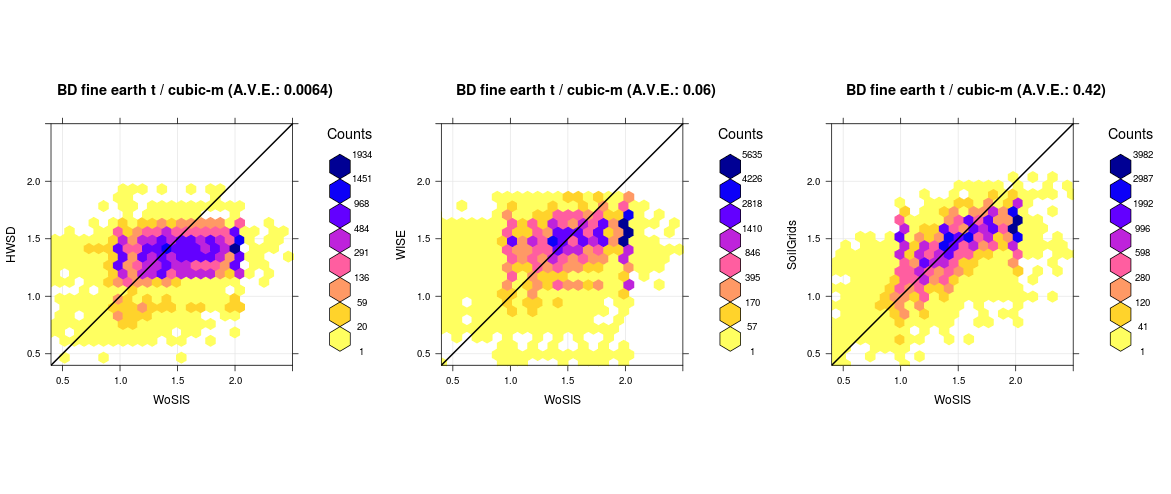 BD fine earth t / cubic-m (A.V.E.: 0.0064)
HWSD
2.0
1.5
1.0
0.5
0.5 1.0 1.5 2.0
WoSIS
Counts
1934
1451
968
484
291
136
59
20
1
BD fine earth t / cubic-m (A.V.E.: 0.06)
WISE
2.0
1.5
1.0
0.5
0.5 1.0 1.5 2.0
WoSIS
Counts
5635
4226
2818
1410
846
395
170
57
1
BD fine earth t / cubic-m (A.V.E.: 0.42)
SoilGrids
2.0
1.5
1.0
0.5
0.5 1.0 1.5 2.0
WoSIS
Counts
3982
2987
1992
996
598
280
120
41
1